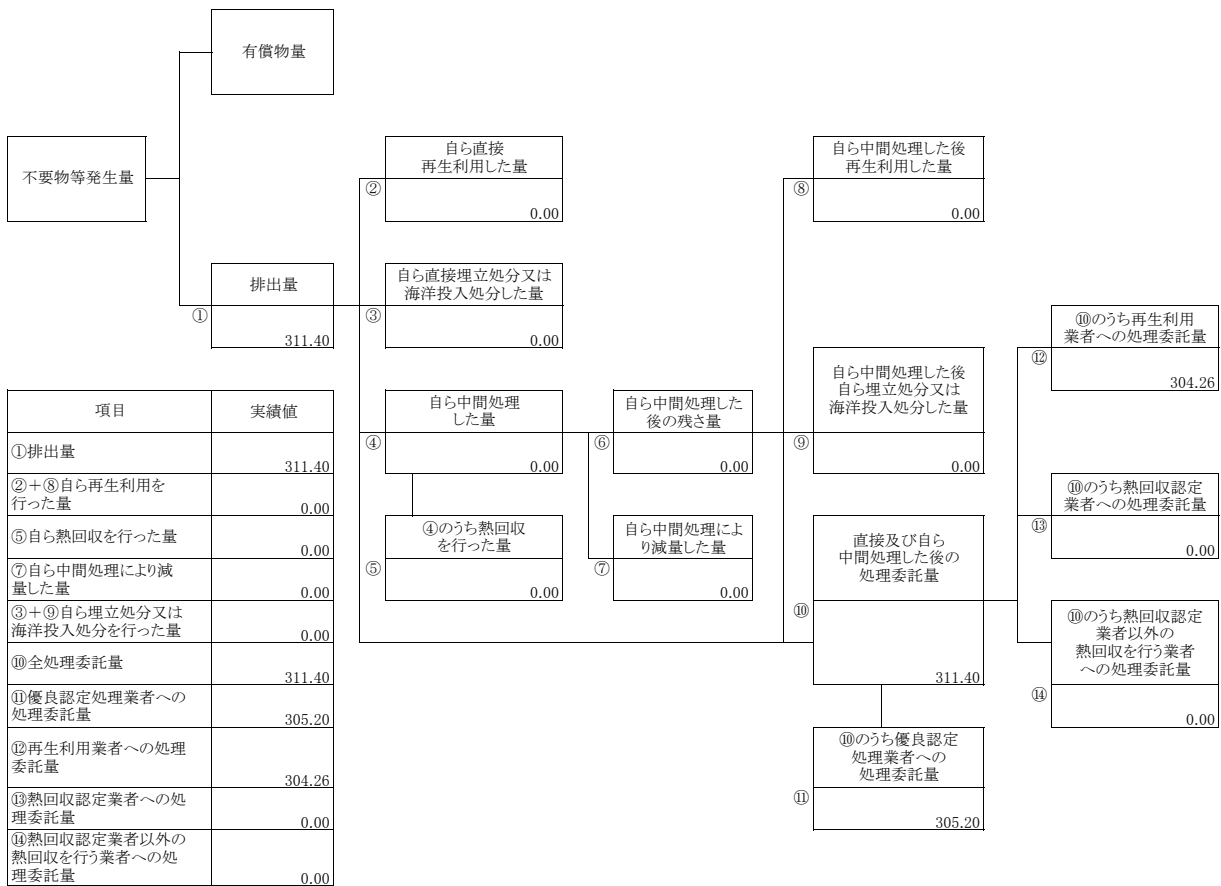 有償物量
不要物等発生量
自ら直接
再生利用した量
②
0.00
自ら中間処理した後
再生利用した量
⑧
0.00
排出量
①
311.40
自ら直接埋立処分又は
海洋投入処分した量
③
0.00
⑩のうち再生利用
業者への処理委託量
⑫
304.26
自ら中間処理
した量
④
0.00
自ら中間処理した
後の残さ量
⑥
0.00
自ら中間処理した後
自ら埋立処分又は
海洋投入処分した量
⑨
0.00
⑩のうち熱回収認定
業者への処理委託量
⑬
0.00
④のうち熱回収
を行った量
⑤
0.00
自ら中間処理によ
り減量した量
⑦
0.00
直接及び自ら
中間処理した後の
処理委託量
⑩
311.40
⑩のうち熱回収認定
業者以外の
熱回収を行う業者
への処理委託量
⑭
0.00
⑩のうち優良認定
処理業者への
処理委託量
⑪
305.20
項目 実績値
①排出量
311.40
②+⑧自ら再生利用を
行った量
0.00
⑤自ら熱回収を行った量
0.00
⑦自ら中間処理により減
量した量
0.00
③+⑨自ら埋立処分又は
海洋投入処分を行った量
0.00
⑩全処理委託量
311.40
⑪優良認定処理業者への
処理委託量
305.20
⑫再生利用業者への処理
委託量
304.26
⑬熱回収認定業者への処
理委託量
0.00
⑭熱回収認定業者以外の
熱回収を行う業者への処
理委託量
0.00